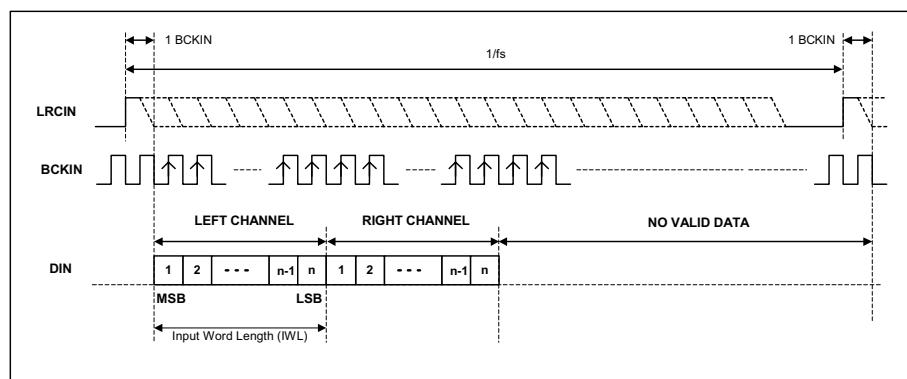 1 BCKIN 1 BCKIN
1/fs
LRCIN
BCKIN
LEFT CHANNEL RIGHT CHANNEL NO VALID DATA
DIN 1 2 - - - n-1 n 1 2 - - - n-1 n
MSB LSB
Input Word Length (IWL)